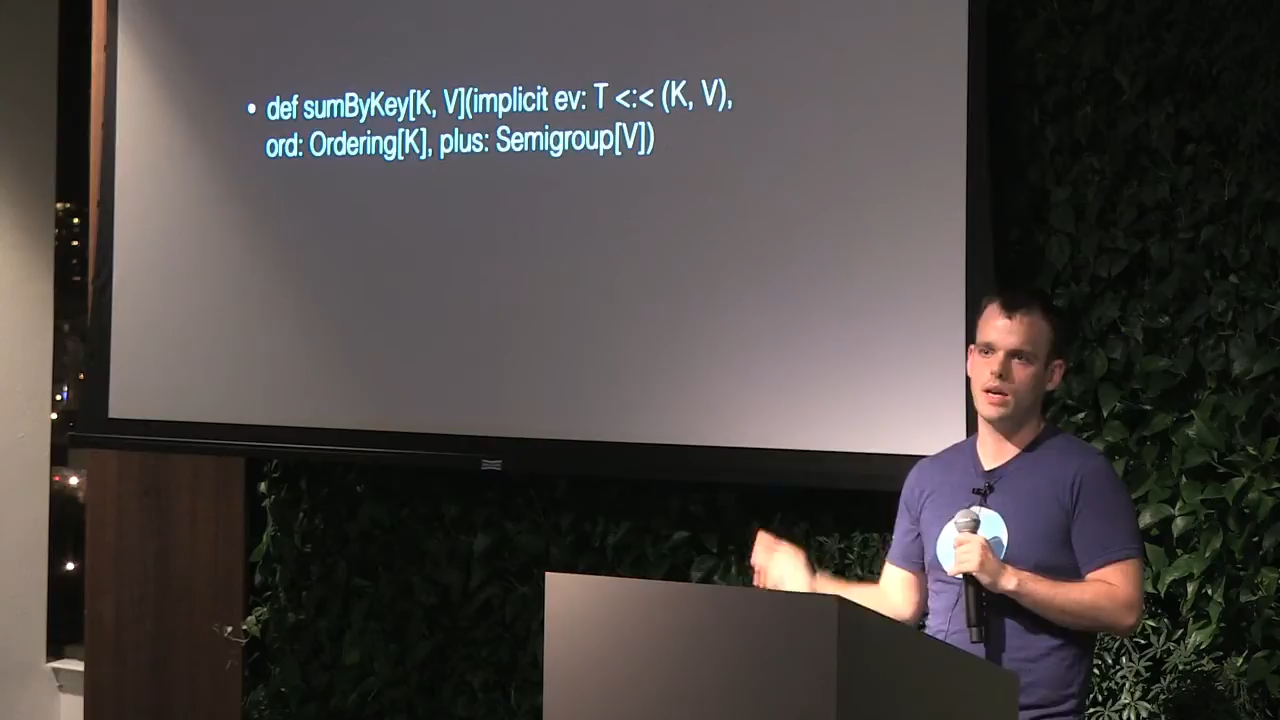 • def sumByKey[K, V](implicit ev: T <:< (K, V),
ord: Ordering[K], plus: Semigroup[V])